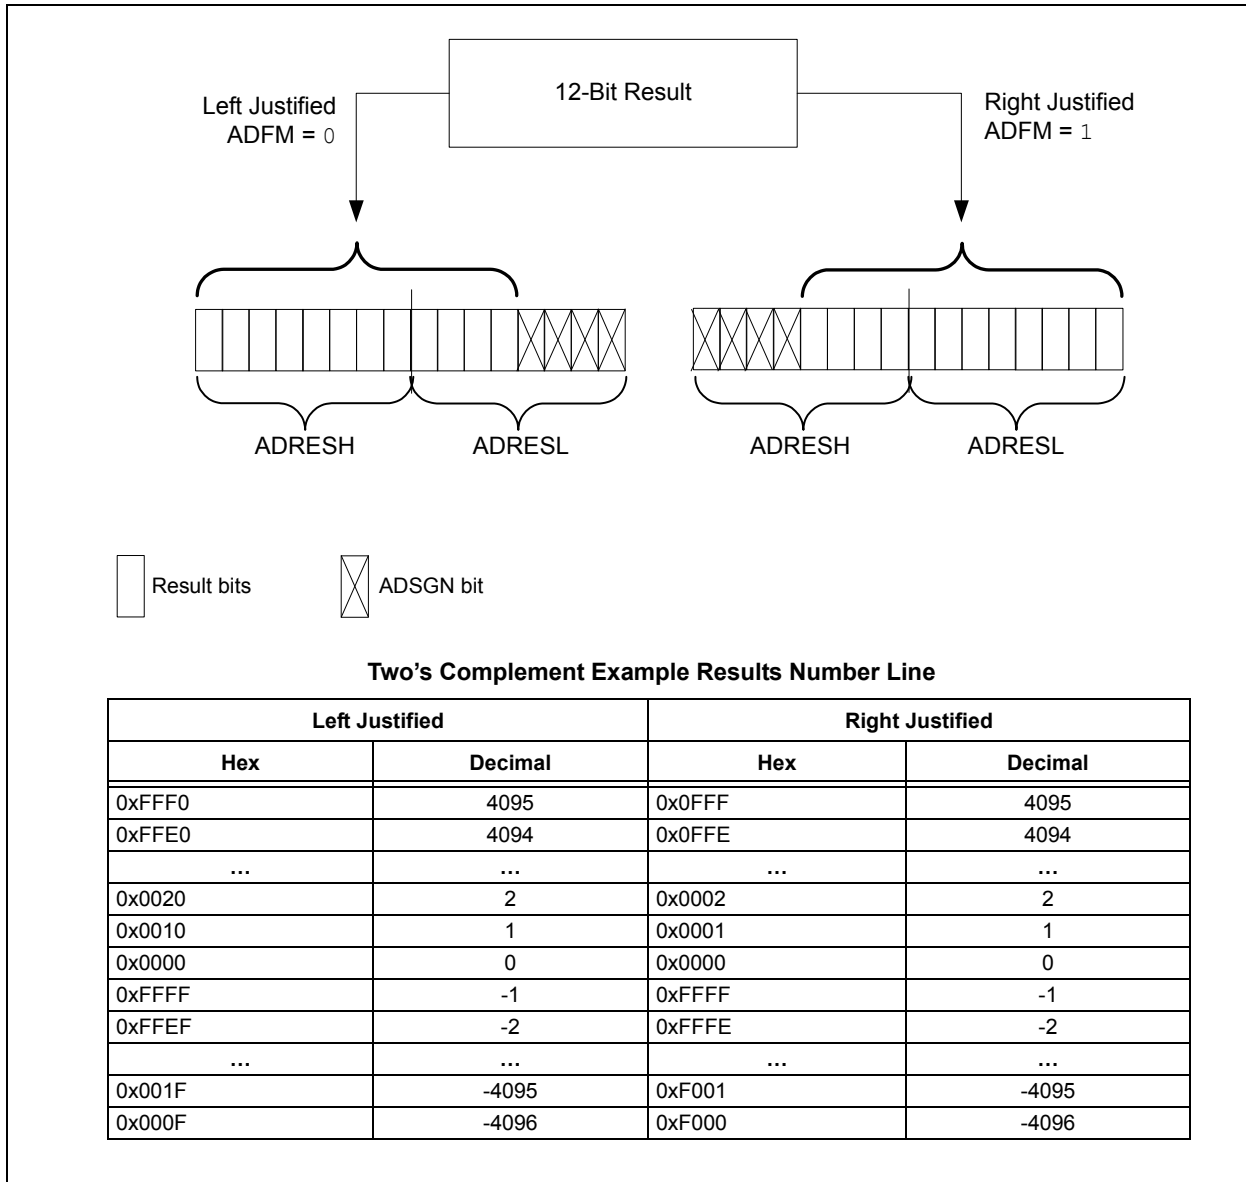 12-Bit Result
Left Justified
ADFM = 0
Right Justified
ADFM = 1
ADRESH ADRESL ADRESH ADRESL
Result bits ADSGN bit
Two's Complement Example Results Number Line
Left Justified Right Justified
Hex Decimal Hex Decimal
0xFFF0 4095 0x0FFF 4095
0xFFE0 4094 0x0FFE 4094
... ... ... ...
0x0020 2 0x0002 2
0x0010 1 0x0001 1
0x0000 0 0x0000 0
0xFFFF -1 0xFFFF -1
0xFFEF -2 0xFFFE -2
... ... ... ...
0x001F -4095 0xF001 -4095
0x000F -4096 0xF000 -4096